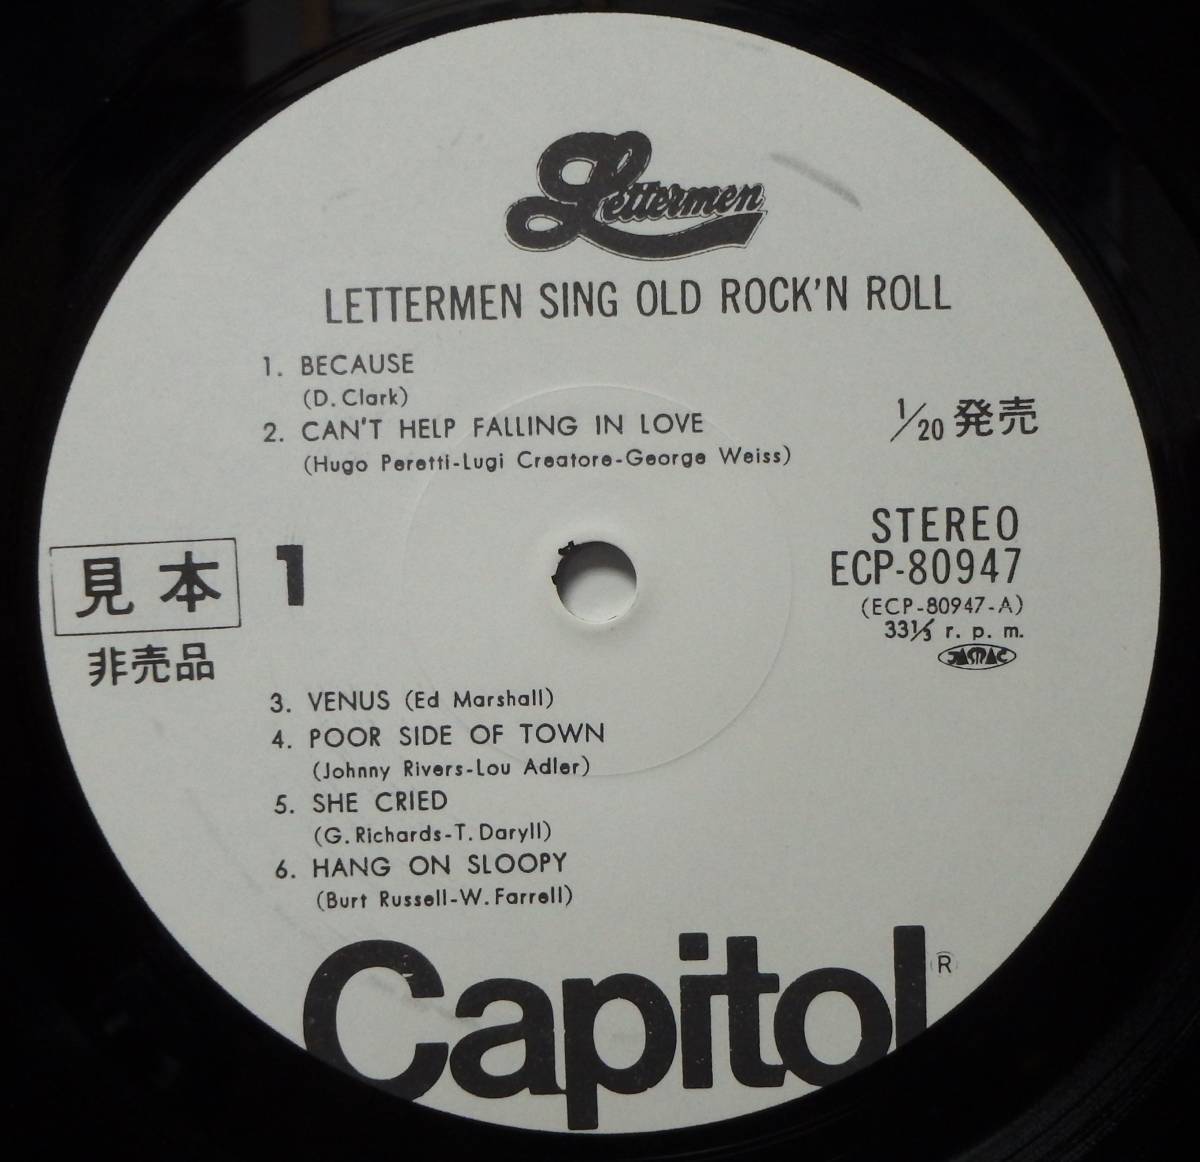 Lettermen
LETTERMEN SING OLD ROCK'N ROLL
1. BECAUSE
(D. Clark)
2. CAN'T HELP FALLING IN LOVE
(Hugo Peretti-Lugi Creatore-George Weiss)
1/20 発売
見本
非売品
1
STEREO
ECP-80947
(ECP-80947-A)
33⅓ r. p. m.
JASRAC
3. VENUS (Ed Marshall)
4. POOR SIDE OF TOWN
(Johnny Rivers-Lou Adler)
5. SHE CRIED
(G. Richards-T. Daryll)
6. HANG ON SLOOPY
(Burt Russell-W. Farrell)
Capitol®